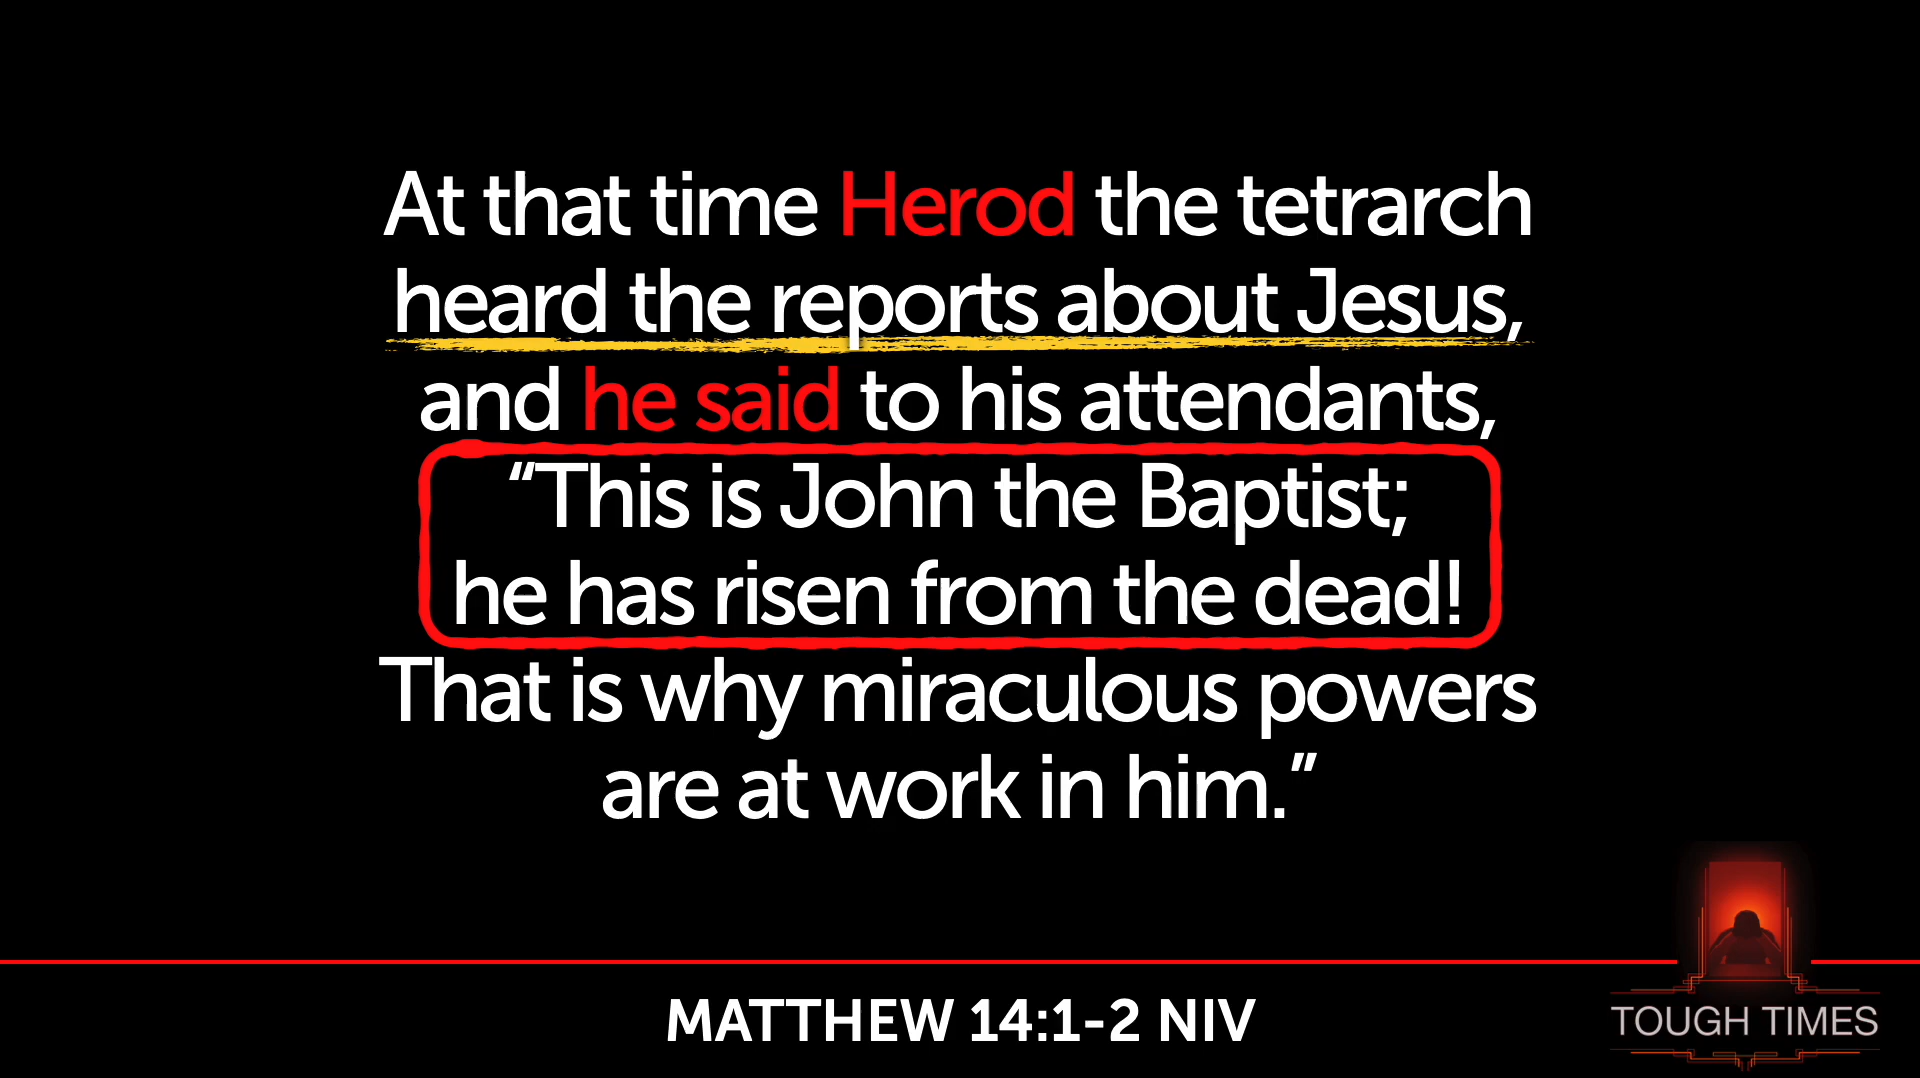 At that time Herod the tetrarch
heard the reports about Jesus,
and he said to his attendants,
“This is John the Baptist;
he has risen from the dead!
That is why miraculous powers
are at work in him.”
MATTHEW 14:1-2 NIV
TOUGH TIMES